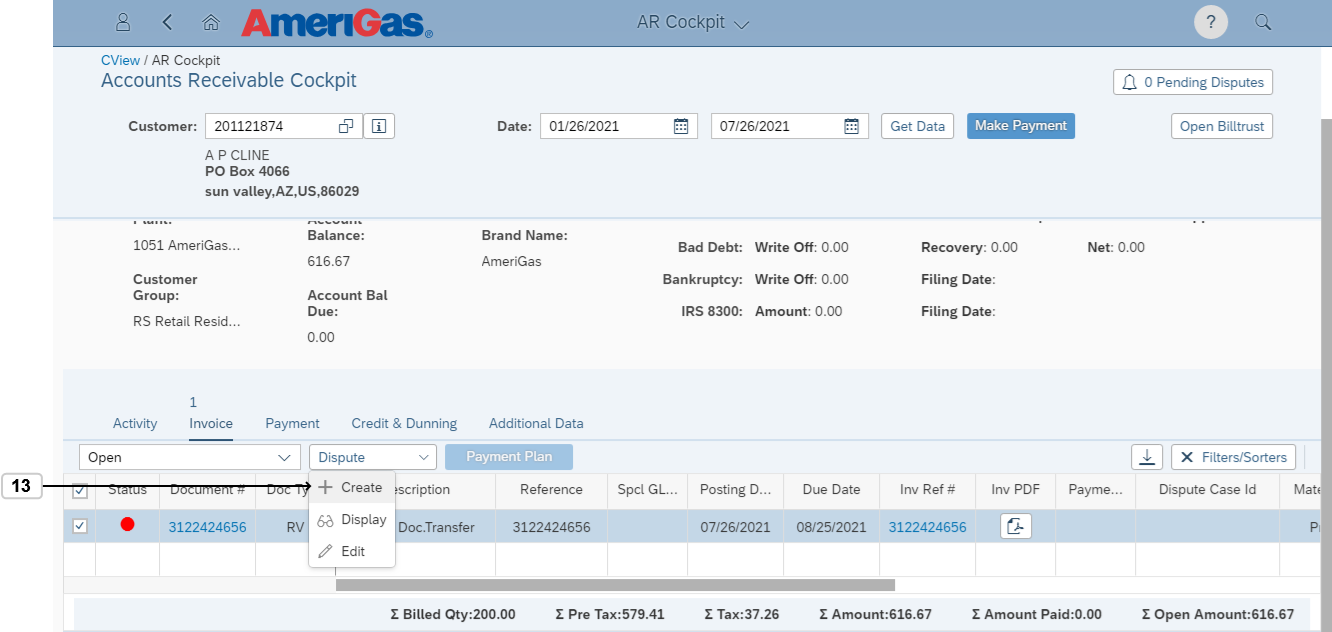 AmeriGas.
AR Cockpit
?
CView / AR Cockpit
Accounts Receivable Cockpit
0 Pending Disputes
Customer: 201121874
Date: 01/26/2021 07/26/2021 Get Data Make Payment Open Billtrust
A P CLINE
PO Box 4066
sun valley,AZ,US,86029
Plant:
1051 AmeriGas...
Customer
Group:
RS Retail Resid...
Account
Balance:
616.67
Account Bal
Due:
0.00
Brand Name:
AmeriGas
Bad Debt: Write Off: 0.00 Recovery: 0.00 Net: 0.00
Bankruptcy: Write Off: 0.00 Filing Date:
IRS 8300: Amount: 0.00 Filing Date:
1
Activity Invoice Payment Credit & Dunning Additional Data
Open Dispute Payment Plan Filters/Sorters
13
Create
Display
Edit
Status Document # Doc Ty escription Reference Spcl GL... Posting D... Due Date Inv Ref # Inv PDF Payme... Dispute Case Id Mate
3122424656 RV Doc.Transfer 3122424656 07/26/2021 08/25/2021 3122424656 Pr
Σ Billed Qty:200.00 Σ Pre Tax:579.41 Σ Tax:37.26 Σ Amount:616.67 Σ Amount Paid:0.00 Σ Open Amount:616.67